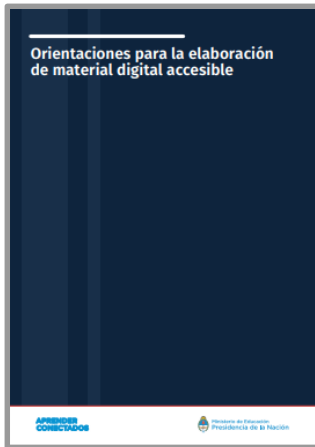 Orientaciones para la elaboración
de material digital accesible
APRENDER
CONECTADOS
Ministerio de Educación
Presidencia de la Nación